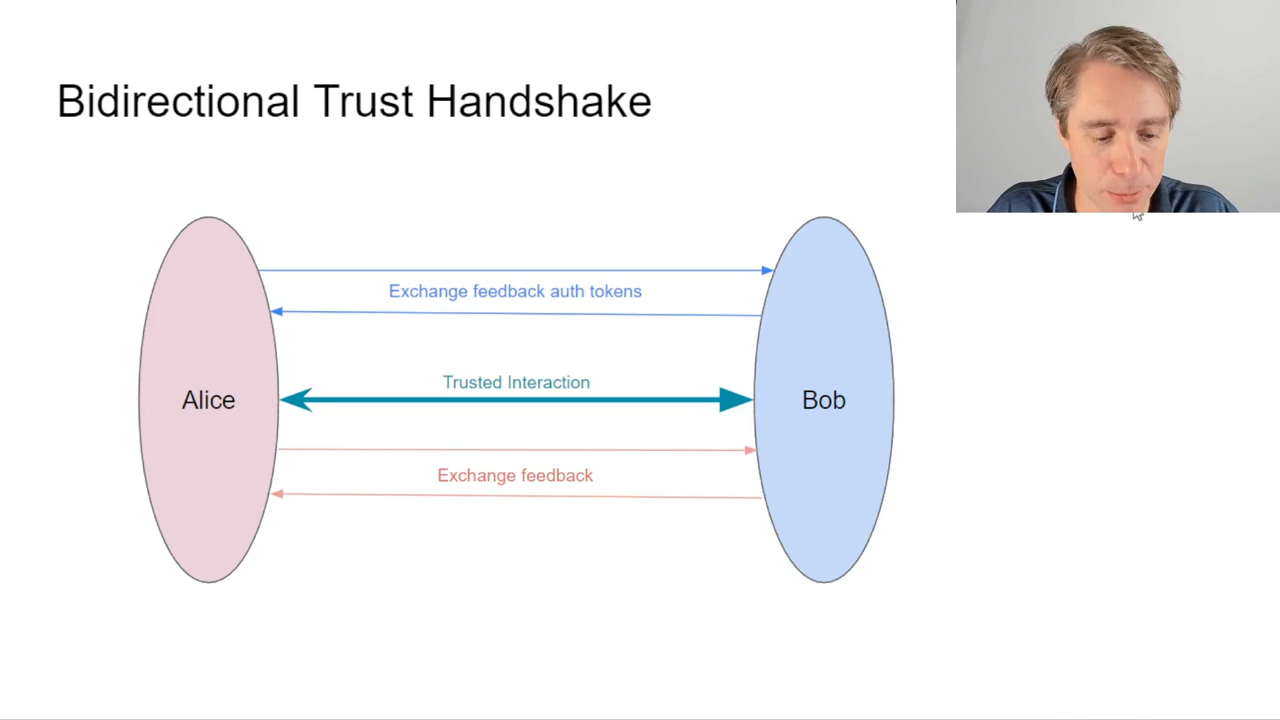 Bidirectional Trust Handshake
Exchange feedback auth tokens
Trusted Interaction
Alice
Bob
Exchange feedback